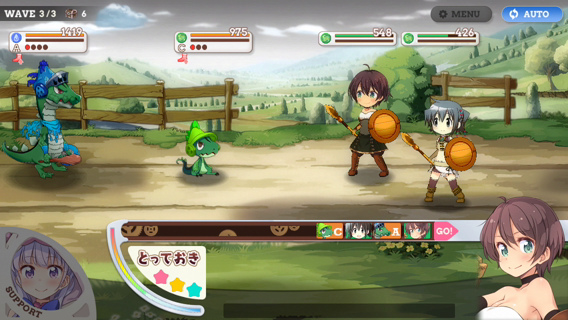 WAVE 3/3 6
MENU
AUTO
1419
975
548
426
A
C
C
A
GO!
とっておき
SUPPORT